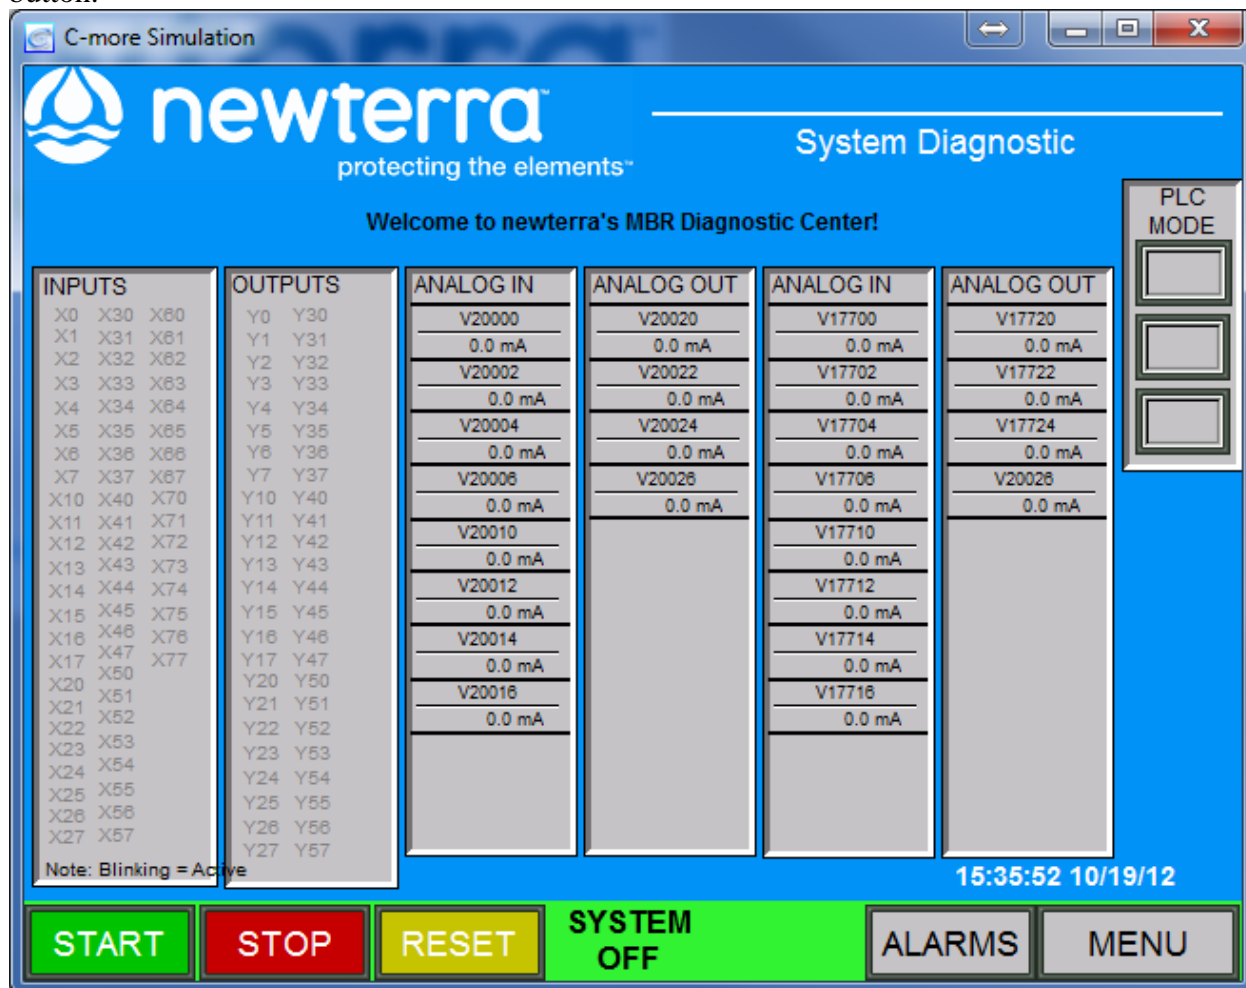 button.
C-more Simulation
newterra™
protecting the elements™
System Diagnostic
Welcome to newterra's MBR Diagnostic Center!
PLC
MODE
INPUTS
X0 X30 X60
X1 X31 X61
X2 X32 X62
X3 X33 X63
X4 X34 X64
X5 X35 X65
X6 X36 X66
X7 X37 X67
X10 X40 X70
X11 X41 X71
X12 X42 X72
X13 X43 X73
X14 X44 X74
X15 X45 X75
X16 X46 X76
X17 X47 X77
X20 X50
X21 X51
X22 X52
X23 X53
X24 X54
X25 X55
X26 X56
X27 X57
Note: Blinking = Active
OUTPUTS
Y0 Y30
Y1 Y31
Y2 Y32
Y3 Y33
Y4 Y34
Y5 Y35
Y6 Y36
Y7 Y37
Y10 Y40
Y11 Y41
Y12 Y42
Y13 Y43
Y14 Y44
Y15 Y45
Y16 Y46
Y17 Y47
Y20 Y50
Y21 Y51
Y22 Y52
Y23 Y53
Y24 Y54
Y25 Y55
Y26 Y56
Y27 Y57
ANALOG IN
V20000
0.0 mA
V20002
0.0 mA
V20004
0.0 mA
V20006
0.0 mA
V20010
0.0 mA
V20012
0.0 mA
V20014
0.0 mA
V20016
0.0 mA
ANALOG OUT
V20020
0.0 mA
V20022
0.0 mA
V20024
0.0 mA
V20026
0.0 mA
ANALOG IN
V17700
0.0 mA
V17702
0.0 mA
V17704
0.0 mA
V17706
0.0 mA
V17710
0.0 mA
V17712
0.0 mA
V17714
0.0 mA
V17716
0.0 mA
ANALOG OUT
V17720
0.0 mA
V17722
0.0 mA
V17724
0.0 mA
V20026
0.0 mA
15:35:52 10/19/12
START
STOP
RESET
SYSTEM
OFF
ALARMS
MENU